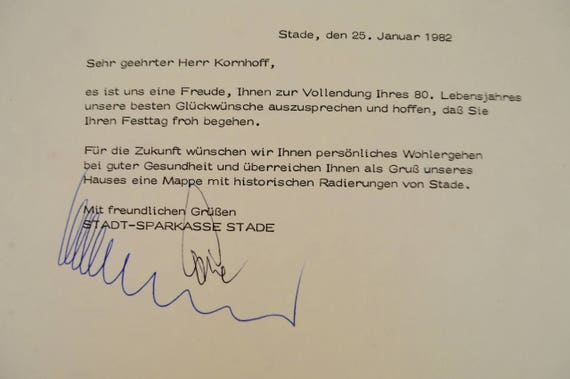 Stade, den 25. Januar 1982
Sehr geehrter Herr Kornhoff,
es ist uns eine Freude, Ihnen zur Vollendung Ihres 80. Lebensjahres
unsere besten Glückwünsche auszusprechen und hoffen, daß Sie
Ihren Festtag froh begehen.
Für die Zukunft wünschen wir Ihnen persönliches Wohlergehen
bei guter Gesundheit und überreichen Ihnen als Gruß unseres
Hauses eine Mappe mit historischen Radierungen von Stade.
Mit freundlichen Grüßen
STADT-SPARKASSE STADE